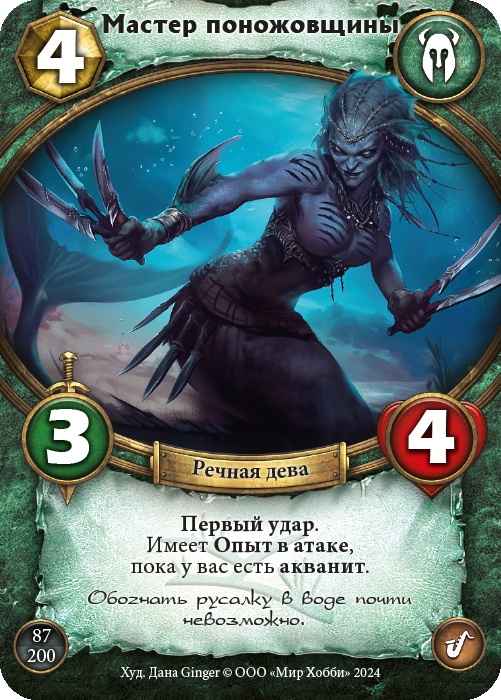 Мастер поножовщины
4
3
4
Речная дева
Первый удар.
Имеет Опыт в атаке,
пока у вас есть акванит.
Обогнать русалку в воде почти
невозможно.
87
200
Худ. Дана Ginger © ООО «Мир Хобби» 2024